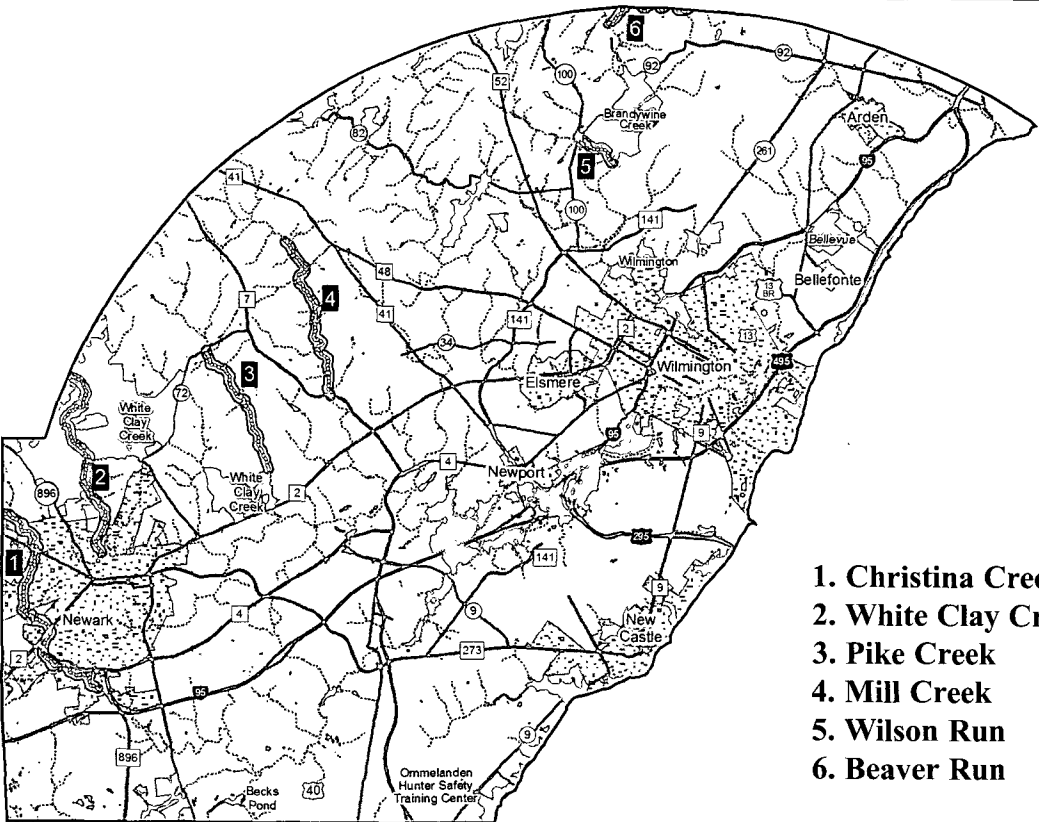 6
92
92
100
52
Brandywine
Creek
Arden
82
261
95
5
41
100
141
Bellevue
Wilmington
Bellefonte
48
13
BR
4
7
41
141
2
13
34
495
Wilmington
3
Elsmere
72
White
Clay
Creek
95
9
4
Newport
2
White
Clay
Creek
2
896
295
1
141
9
4
9
New
Castle
Newark
273
2
95
9
896
Ommelanden
Hunter Safety
Training Center
Becks
Pond
40
1. Christina Cree
2. White Clay Cr
3. Pike Creek
4. Mill Creek
5. Wilson Run
6. Beaver Run